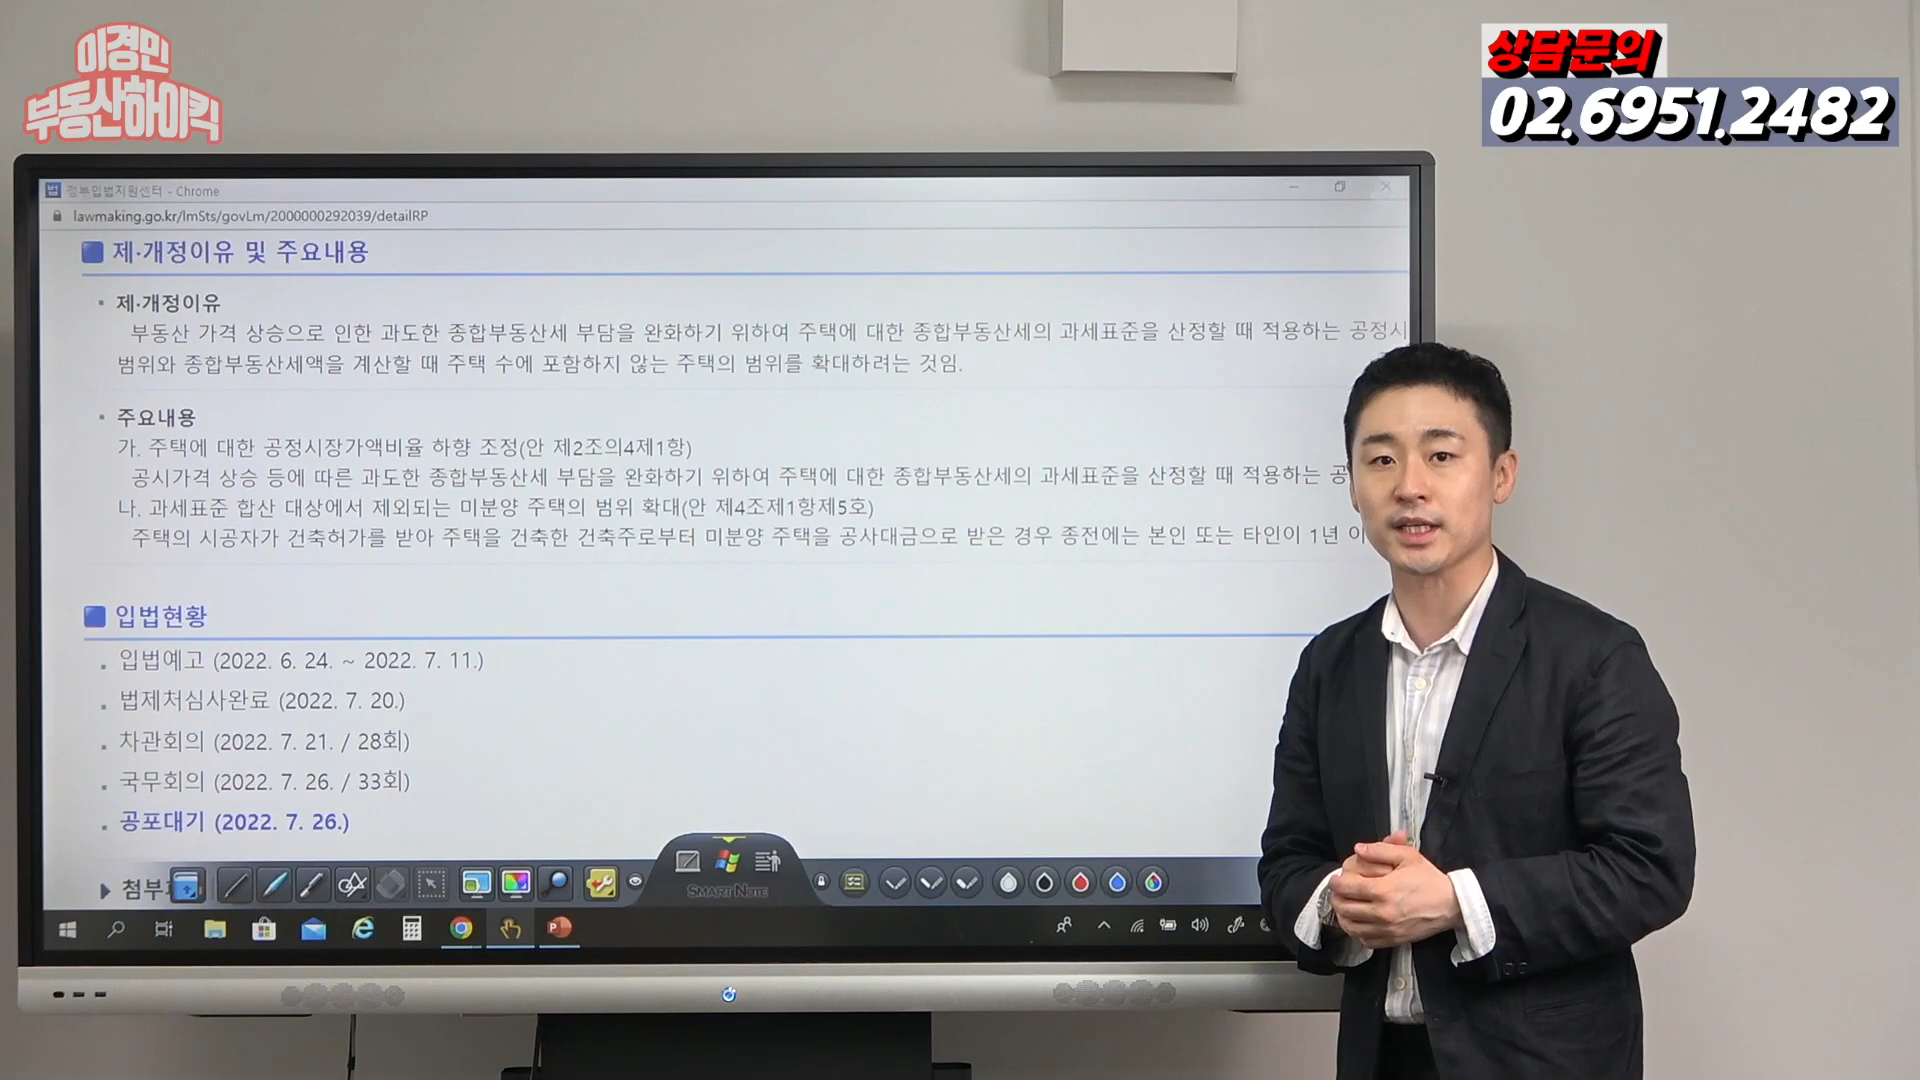 이경민
부동산하이킥
상담문의
02.6951.2482
정부입법지원센터 - Chrome
lawmaking.go.kr/lmSts/govLm/2000000292039/detailRP
제·개정이유 및 주요내용
제·개정이유
부동산 가격 상승으로 인한 과도한 종합부동산세 부담을 완화하기 위하여 주택에 대한 종합부동산세의 과세표준을 산정할 때 적용하는 공정시
범위와 종합부동산세액을 계산할 때 주택 수에 포함하지 않는 주택의 범위를 확대하려는 것임.
주요내용
가. 주택에 대한 공정시장가액비율 하향 조정(안 제2조의4제1항)
공시가격 상승 등에 따른 과도한 종합부동산세 부담을 완화하기 위하여 주택에 대한 종합부동산세의 과세표준을 산정할 때 적용하는 공
나. 과세표준 합산 대상에서 제외되는 미분양 주택의 범위 확대(안 제4조제1항제5호)
주택의 시공자가 건축허가를 받아 주택을 건축한 건축주로부터 미분양 주택을 공사대금으로 받은 경우 종전에는 본인 또는 타인이 1년 이
입법현황
입법예고 (2022. 6. 24. ~ 2022. 7. 11.)
법제처심사완료 (2022. 7. 20.)
차관회의 (2022. 7. 21. / 28회)
국무회의 (2022. 7. 26. / 33회)
공포대기 (2022. 7. 26.)
첨부
SMARTNOTE